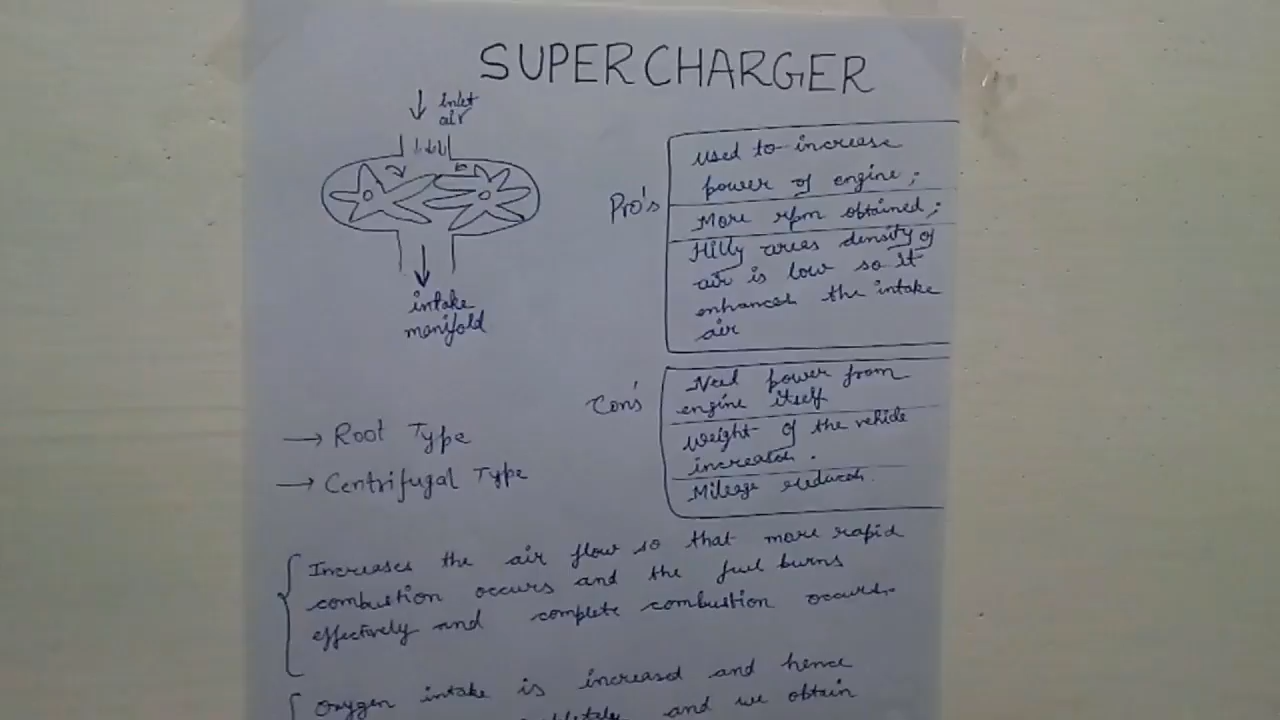 SUPERCHARGER
inlet
air
intake
manifold
Pro's
used to increase
power of engine;
More rpm obtained;
Hilly areas density of
air is low so it
enhances the intake
air
Con's
Need power from
engine itself
Weight of the vehicle
increases.
Mileage reduces.
→ Root Type
→ Centrifugal Type
Increases the air flow so that more rapid
combustion occurs and the fuel burns
effectively and complete combustion occurs.
Oxygen intake is increased and hence
and we obtain